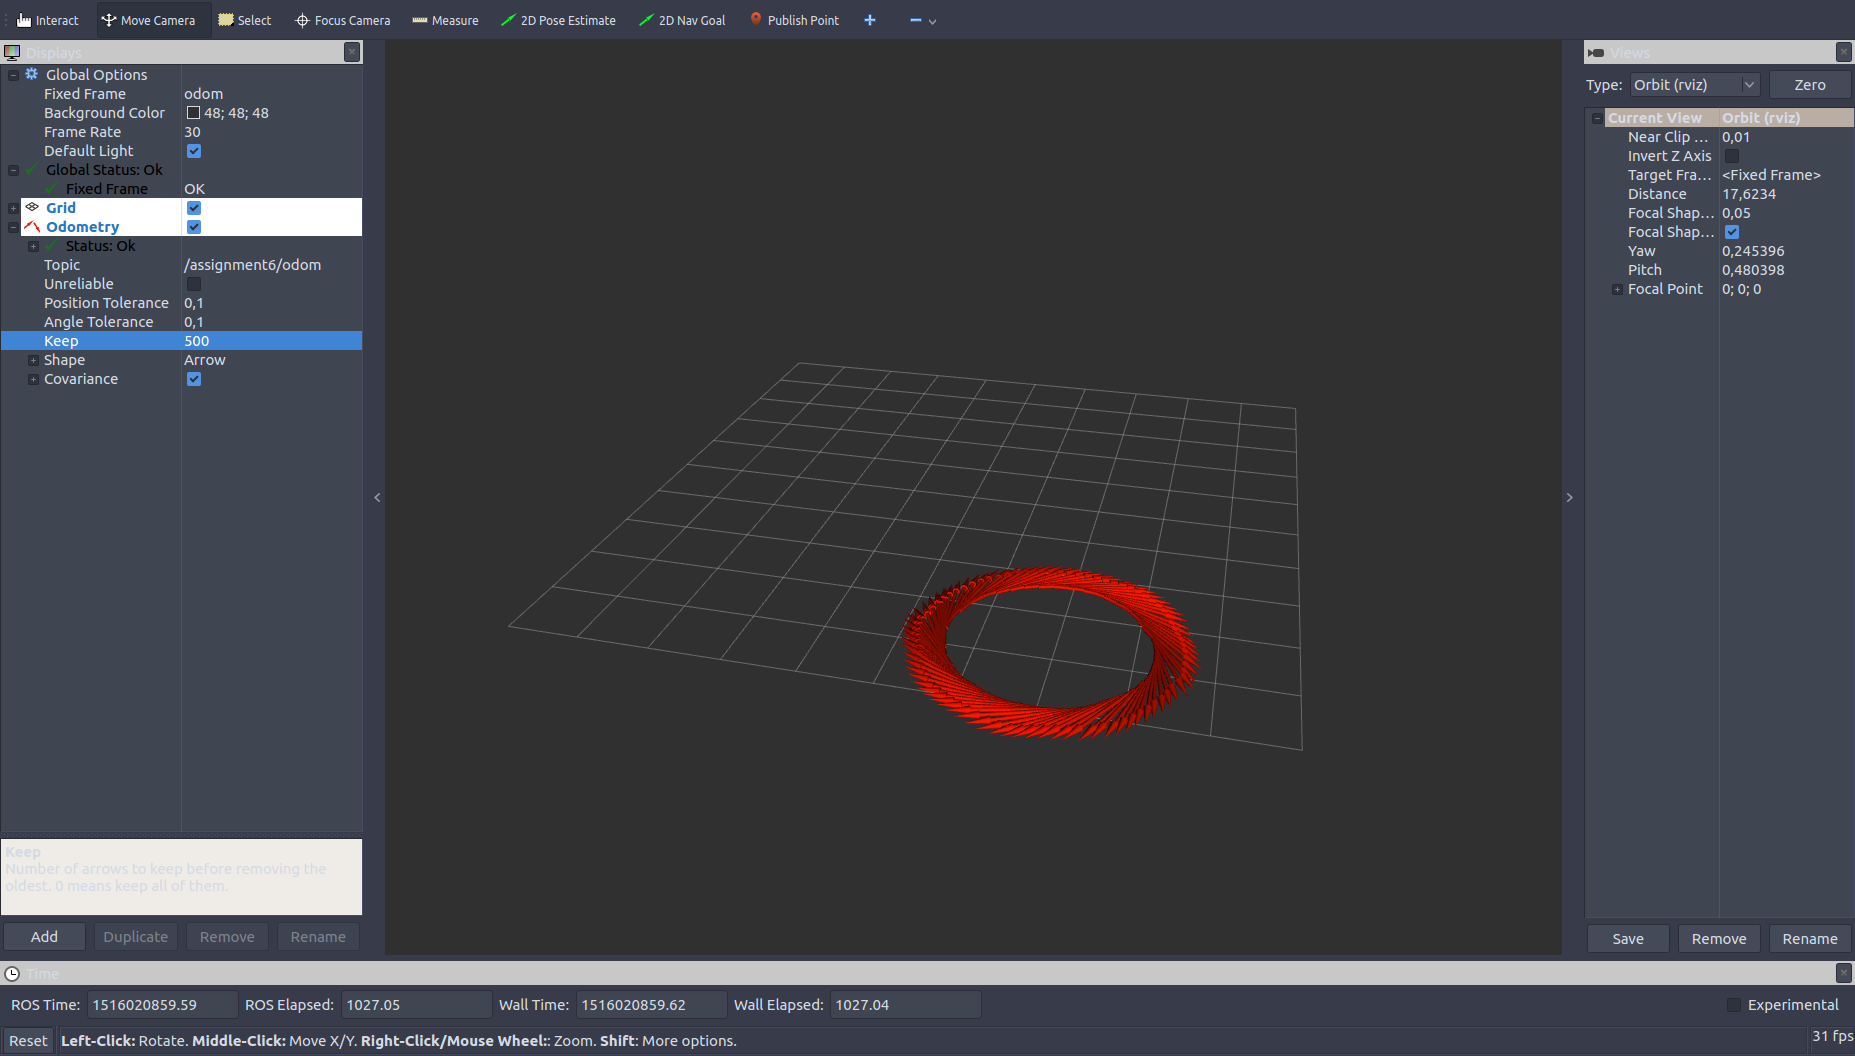 Interact Move Camera Select Focus Camera Measure 2D Pose Estimate 2D Nav Goal Publish Point
Displays
Global Options
Fixed Frame odom
Background Color 48; 48; 48
Frame Rate 30
Default Light
Global Status: Ok
Fixed Frame OK
Grid
Odometry
Status: Ok
Topic /assignment6/odom
Unreliable
Position Tolerance 0,1
Angle Tolerance 0,1
Keep 500
Shape Arrow
Covariance
Keep
Number of arrows to keep before removing the
oldest. 0 means keep all of them.
Add Duplicate Remove Rename
Views
Type: Orbit (rviz) Zero
Current View Orbit (rviz)
Near Clip ... 0,01
Invert Z Axis
Target Fra... <Fixed Frame>
Distance 17,6234
Focal Shap... 0,05
Focal Shap...
Yaw 0,245396
Pitch 0,480398
Focal Point 0; 0; 0
Save Remove Rename
Time
ROS Time: 1516020859.59 ROS Elapsed: 1027.05 Wall Time: 1516020859.62 Wall Elapsed: 1027.04 Experimental
Reset Left-Click: Rotate. Middle-Click: Move X/Y. Right-Click/Mouse Wheel:: Zoom. Shift: More options. 31 fps